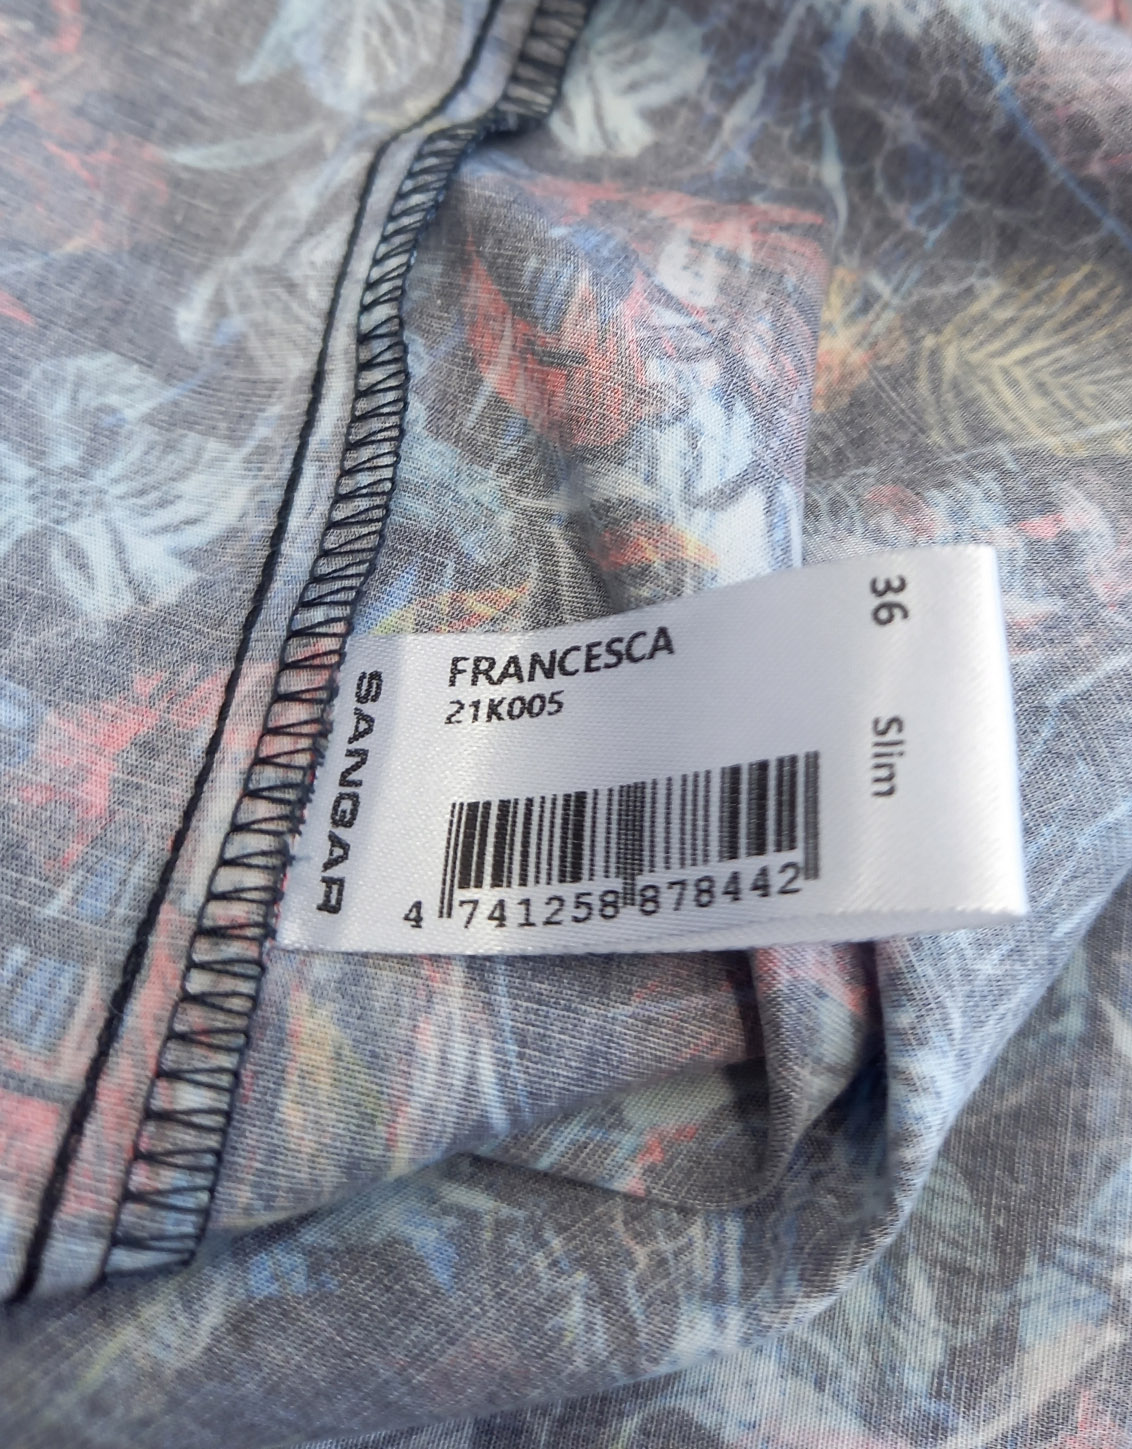 SANGAR
FRANCESCA
21K005
4 741258 878442
36 Slim